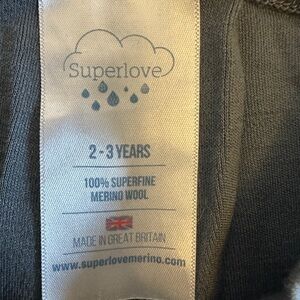 Superlove
2 - 3 YEARS
100% SUPERFINE
MERINO WOOL
MADE IN GREAT BRITAIN
www.superlovemerino.com